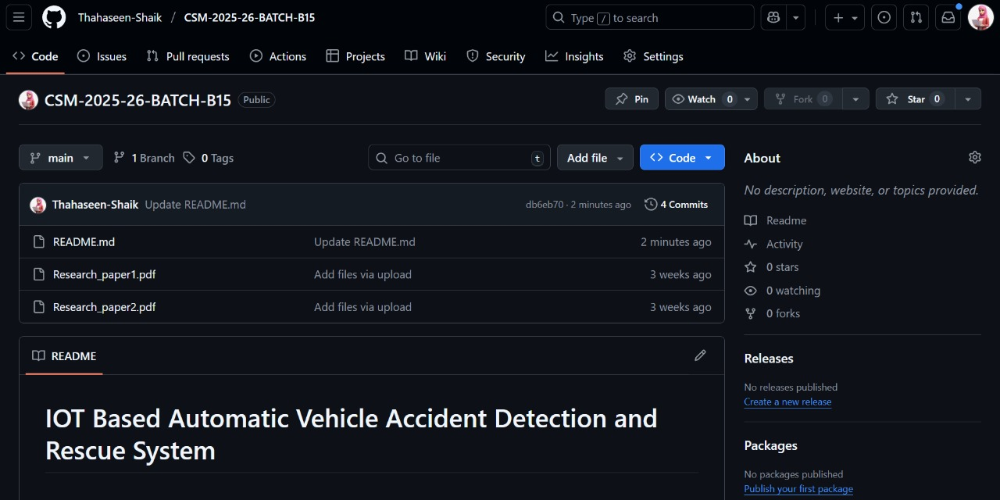 Thahaseen-Shaik / CSM-2025-26-BATCH-B15
Type / to search
Code Issues Pull requests Actions Projects Wiki Security Insights Settings
CSM-2025-26-BATCH-B15 Public
Pin Watch 0 Fork 0 Star 0
main 1 Branch 0 Tags Go to file t Add file Code
Thahaseen-Shaik Update README.md db6eb70 · 2 minutes ago 4 Commits
README.md Update README.md 2 minutes ago
Research_paper1.pdf Add files via upload 3 weeks ago
Research_paper2.pdf Add files via upload 3 weeks ago
README
IOT Based Automatic Vehicle Accident Detection and
Rescue System
About
No description, website, or topics provided.
Readme
Activity
0 stars
0 watching
0 forks
Releases
No releases published
Create a new release
Packages
No packages published
Publish your first package